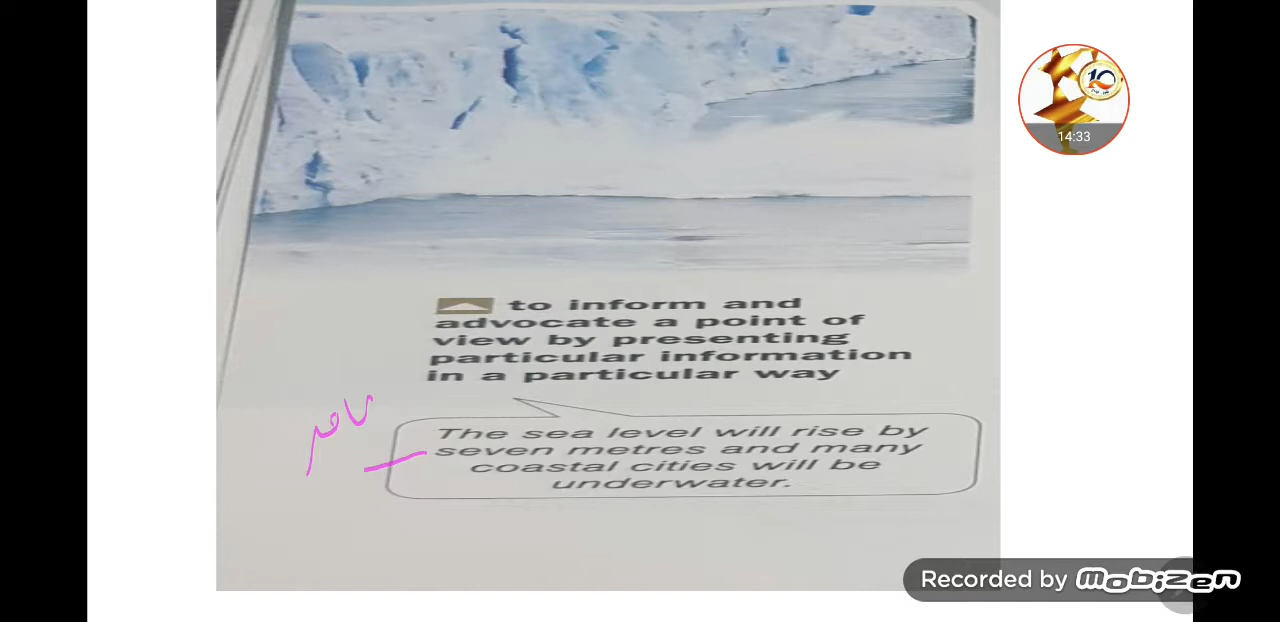 10
14:33
to inform and
advocate a point of
view by presenting
particular information
in a particular way
The sea level will rise by
seven metres and many
coastal cities will be
underwater.
Recorded by Mobizen